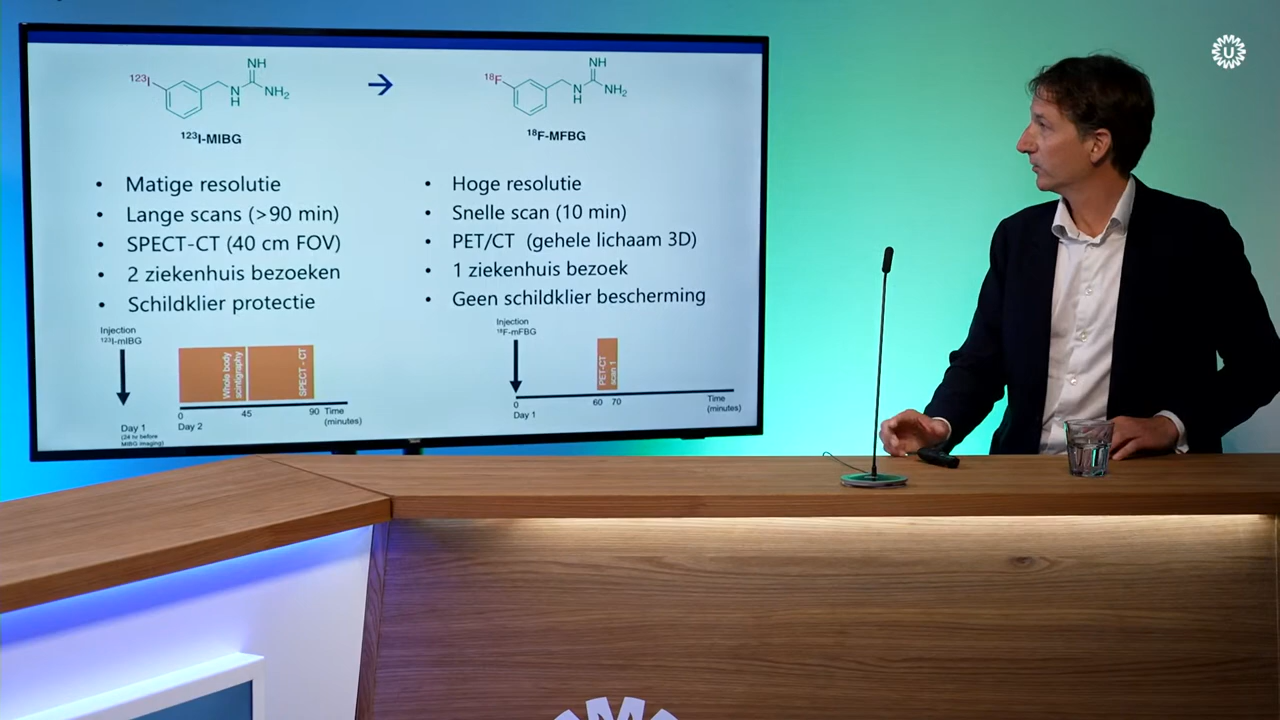 NH
123I
N
H
NH2
123I-MIBG
Matige resolutie
Lange scans (>90 min)
SPECT-CT (40 cm FOV)
2 ziekenhuis bezoeken
Schildklier protectie
Injection
123I-mIBG
Whole body
scintigraphy
SPECT - CT
0
45
90
Time
(minutes)
Day 1
(24 hr before
MIBG imaging)
Day 2
NH
18F
N
H
NH2
18F-MFBG
Hoge resolutie
Snelle scan (10 min)
PET/CT (gehele lichaam 3D)
1 ziekenhuis bezoek
Geen schildklier bescherming
Injection
18F-mFBG
PET-CT
scan 1
0
60
70
Time
(minutes)
Day 1
U